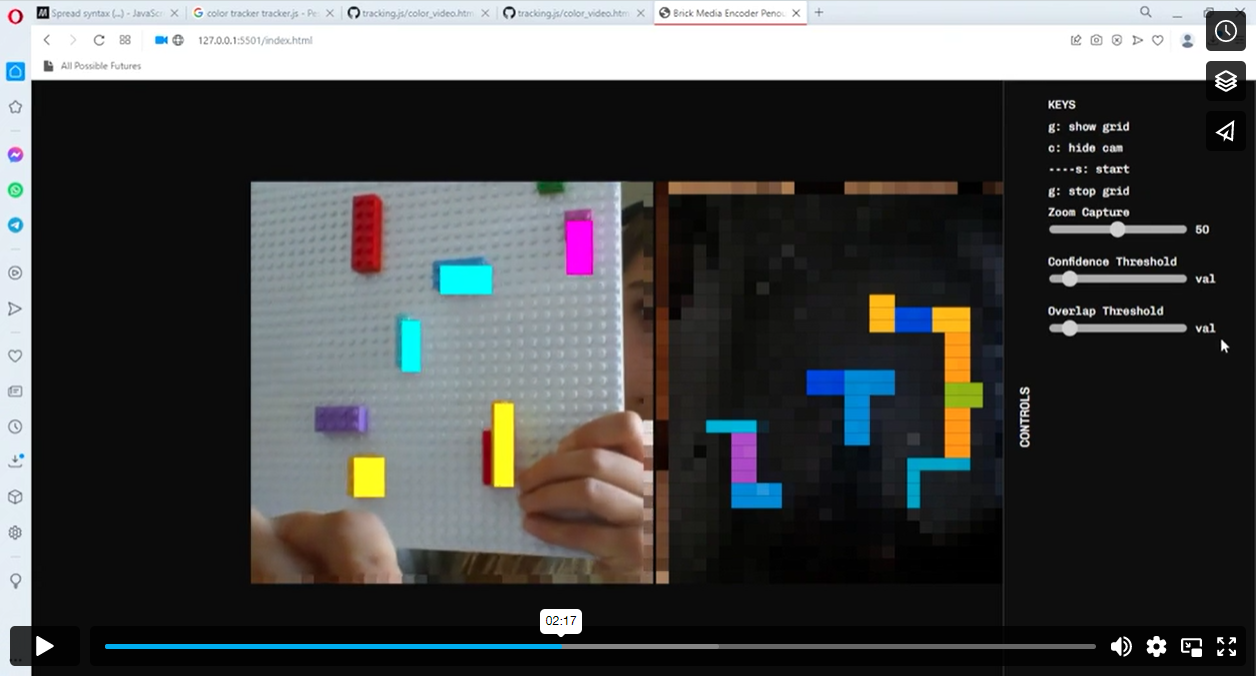 Spread syntax (...) - JavaSc
color tracker tracker.js - Pe
tracking.js/color_video.htm
tracking.js/color_video.htm
Brick Media Encoder Penou
127.0.0.1:5501/index.html
All Possible Futures
KEYS
g: show grid
c: hide cam
----s: start
g: stop grid
Zoom Capture
50
Confidence Threshold
val
Overlap Threshold
val
CONTROLS
02:17